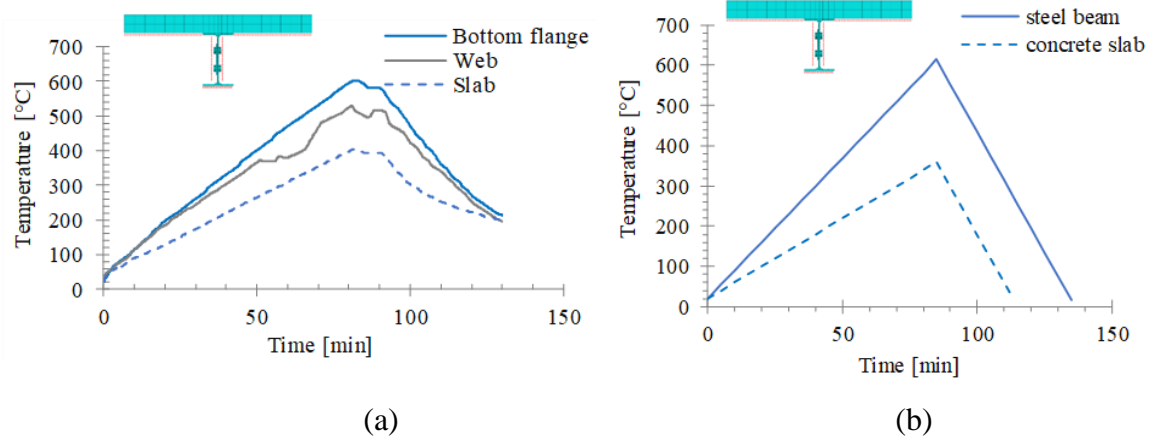 700
600
500
400
300
200
100
0
Temperature [°C]
Bottom flange
Web
Slab
0 50 100 150
Time [min]
(a)
700
600
500
400
300
200
100
0
Temperature [°C]
steel beam
concrete slab
0 50 100 150
Time [min]
(b)